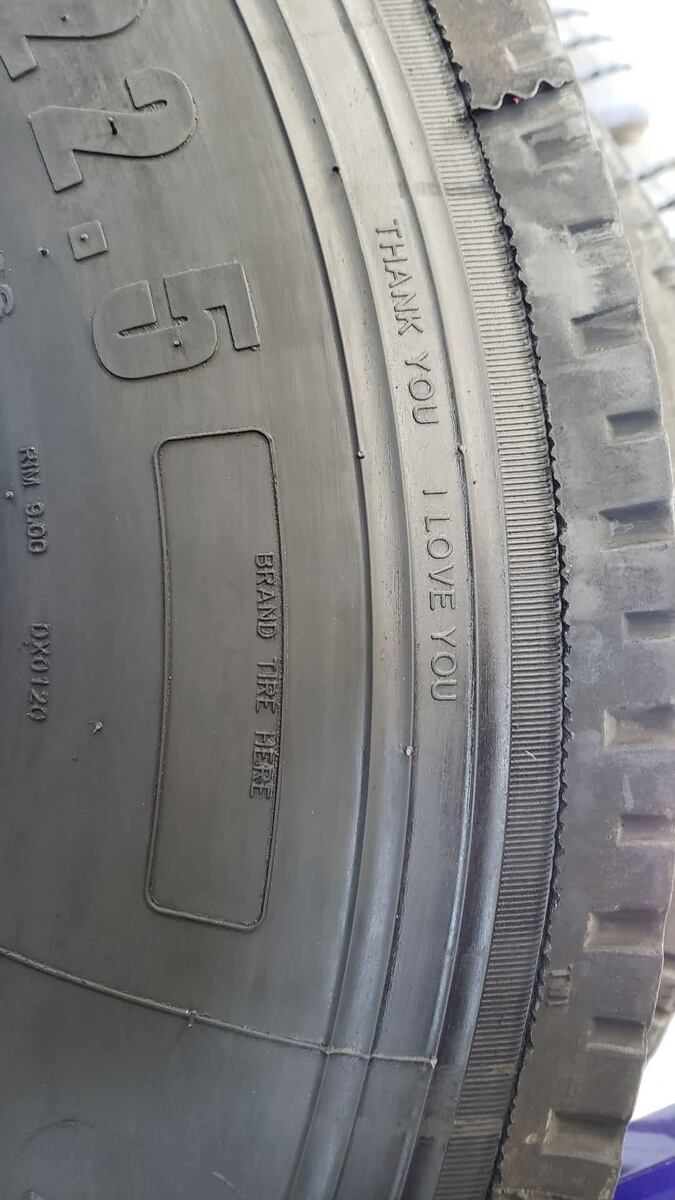 22.5
THANK YOU I LOVE YOU
BRAND TIRE HERE
RIM 9.00 DX0120